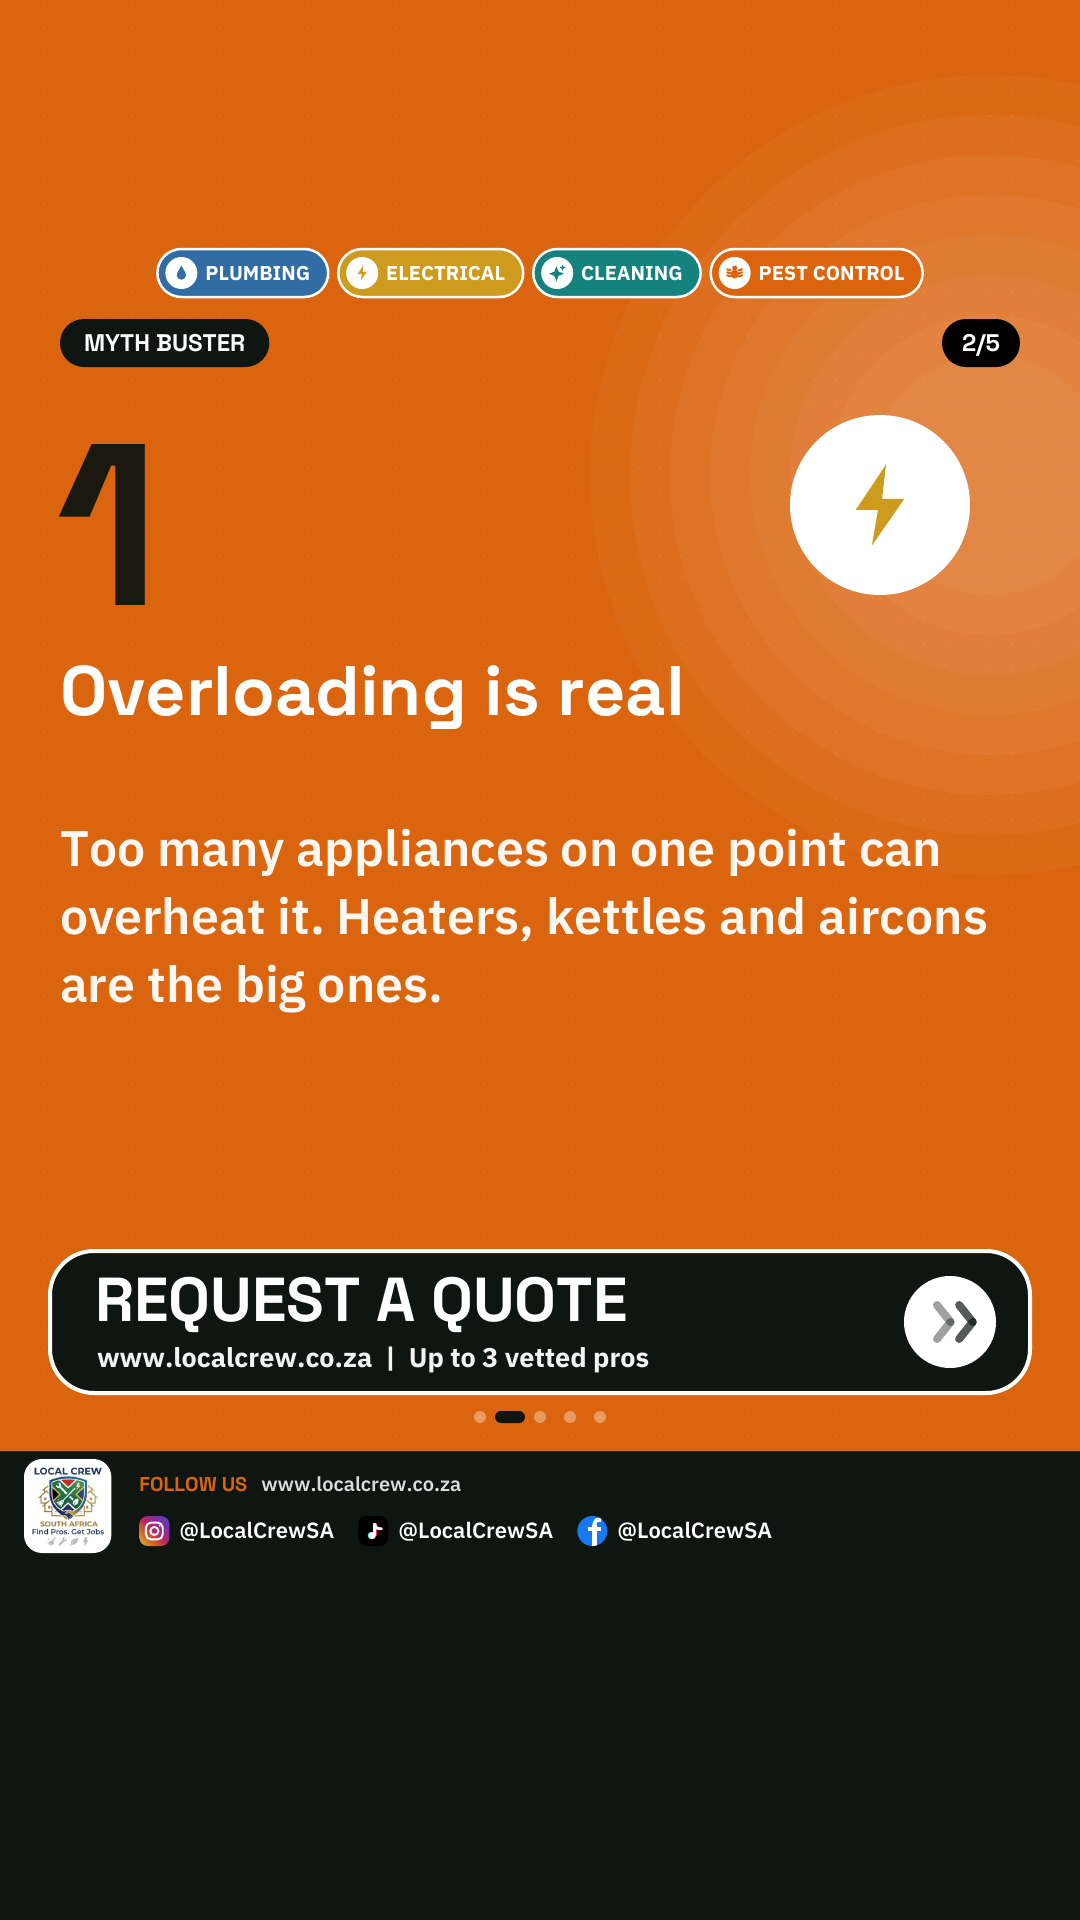 PLUMBING
ELECTRICAL
CLEANING
PEST CONTROL
MYTH BUSTER
2/5
1
Overloading is real
Too many appliances on one point can
overheat it. Heaters, kettles and aircons
are the big ones.
REQUEST A QUOTE
www.localcrew.co.za | Up to 3 vetted pros
LOCAL CREW
SOUTH AFRICA
Find Pros. Get Jobs
FOLLOW US www.localcrew.co.za
@LocalCrewSA @LocalCrewSA @LocalCrewSA